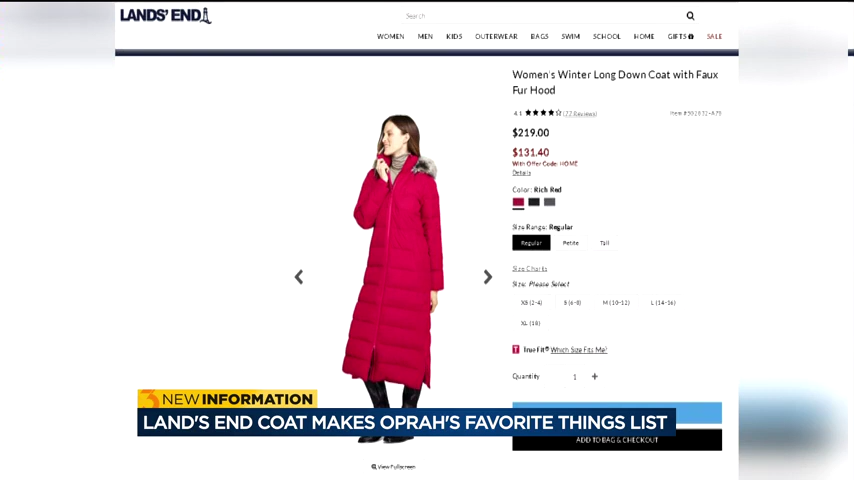 LANDS' END
Search
WOMEN MEN KIDS OUTERWEAR BAGS SWIM SCHOOL HOME GIFTS SALE
Women's Winter Long Down Coat with Faux
Fur Hood
4.1 (77 Reviews) Item #502832-A7B
$219.00
$131.40
With Offer Code: HOME
Details
Color: Rich Red
Size Range: Regular
Regular Petite Tall
Size Charts
Size: Please Select
XS (2-4) S (6-8) M (10-12) L (14-16)
XL (18)
T True Fit® Which Size Fits Me?
Quantity 1 +
ADD TO BAG & CHECKOUT
View Fullscreen
3 NEW INFORMATION
LAND'S END COAT MAKES OPRAH'S FAVORITE THINGS LIST